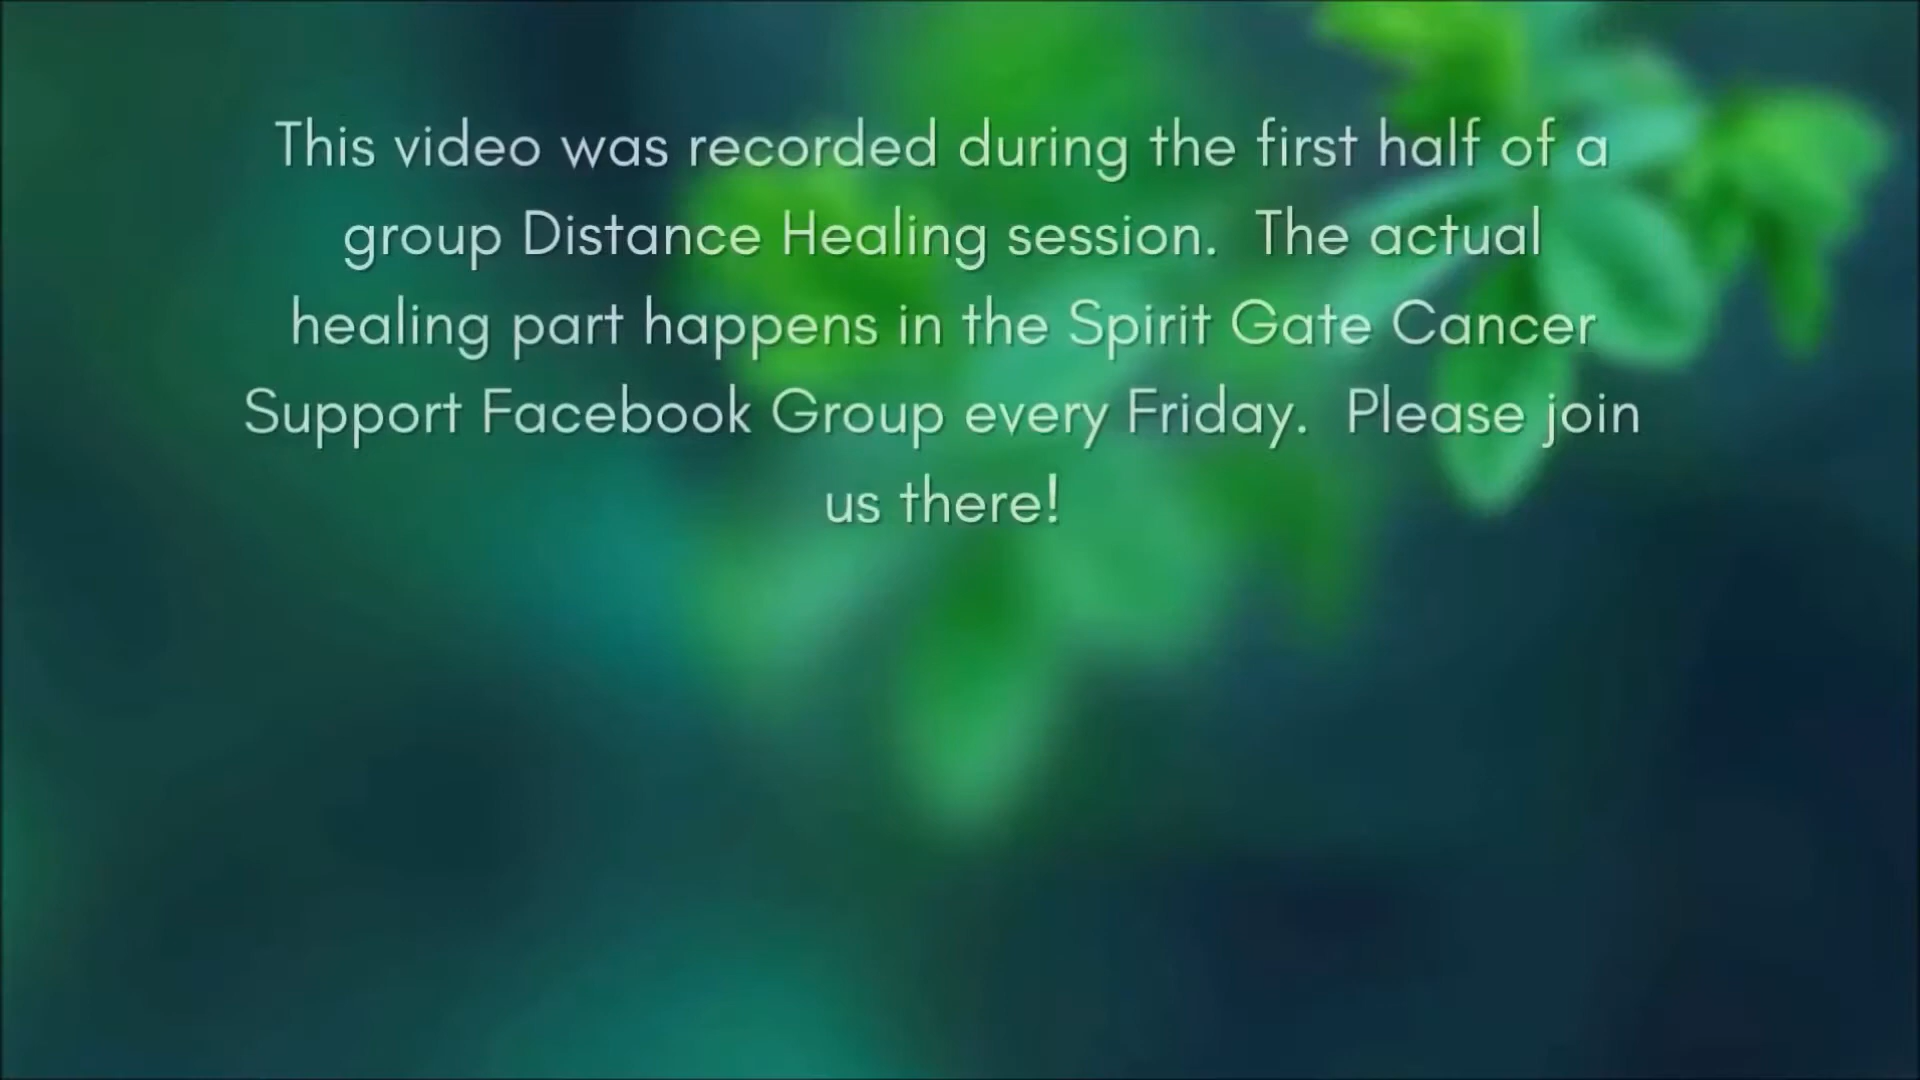 This video was recorded during the first half of a
group Distance Healing session.  The actual
healing part happens in the Spirit Gate Cancer
Support Facebook Group every Friday.  Please join
us there!